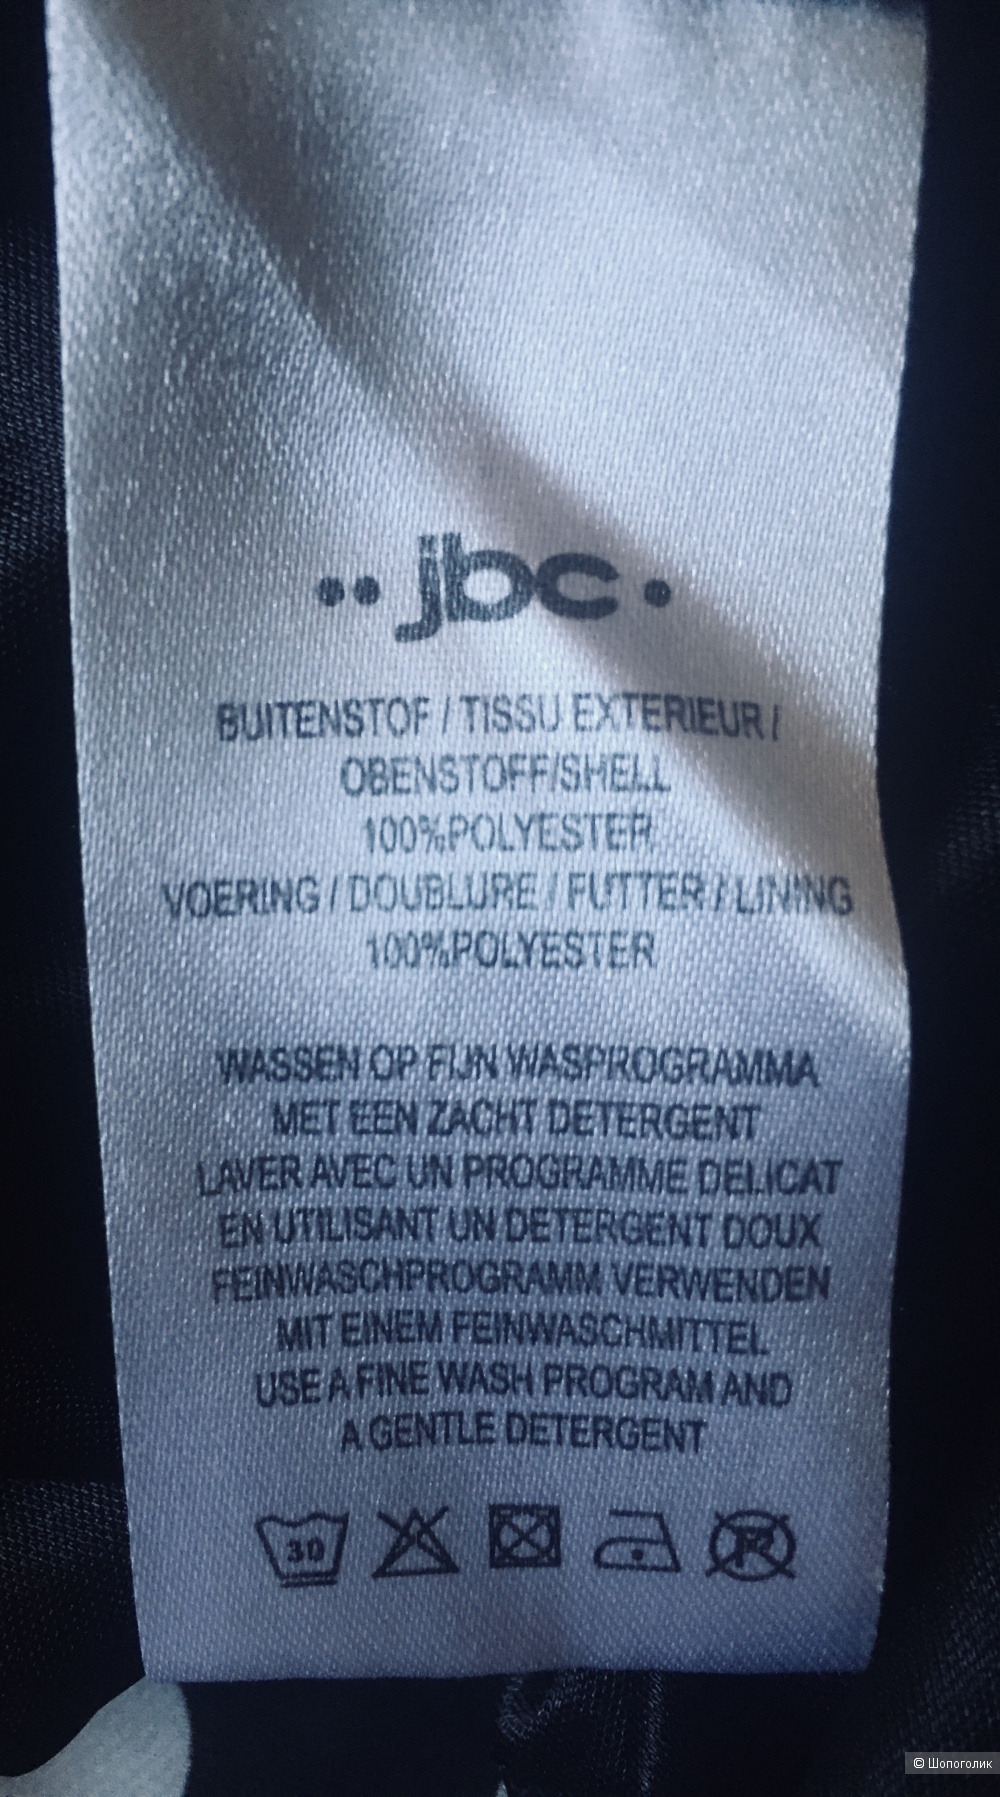 •• jbc •
BUITENSTOF / TISSU EXTERIEUR /
OBENSTOFF/SHELL
100%POLYESTER
VOERING / DOUBLURE / FUTTER / LINING
100%POLYESTER
WASSEN OP FIJN WASPROGRAMMA
MET EEN ZACHT DETERGENT
LAVER AVEC UN PROGRAMME DELICAT
EN UTILISANT UN DETERGENT DOUX
FEINWASCHPROGRAMM VERWENDEN
MIT EINEM FEINWASCHMITTEL
USE A FINE WASH PROGRAM AND
A GENTLE DETERGENT
30 P
© Шопоголик